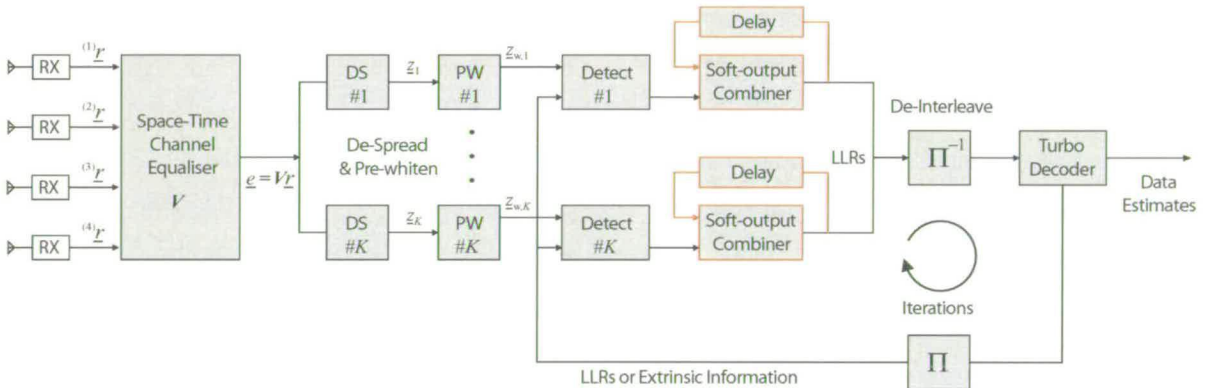 RX
(1)r
RX
(2)r
RX
(3)r
RX
(4)r
Space-Time
Channel
Equaliser
V
e = Vr
DS
#1
z1
PW
#1
zw,1
De-Spread
& Pre-whiten
DS
#K
zK
PW
#K
zw,K
Detect
#1
Delay
Soft-output
Combiner
Detect
#K
Delay
Soft-output
Combiner
LLRs
De-Interleave
Π−1
Turbo
Decoder
Data
Estimates
Iterations
Π
LLRs or Extrinsic Information